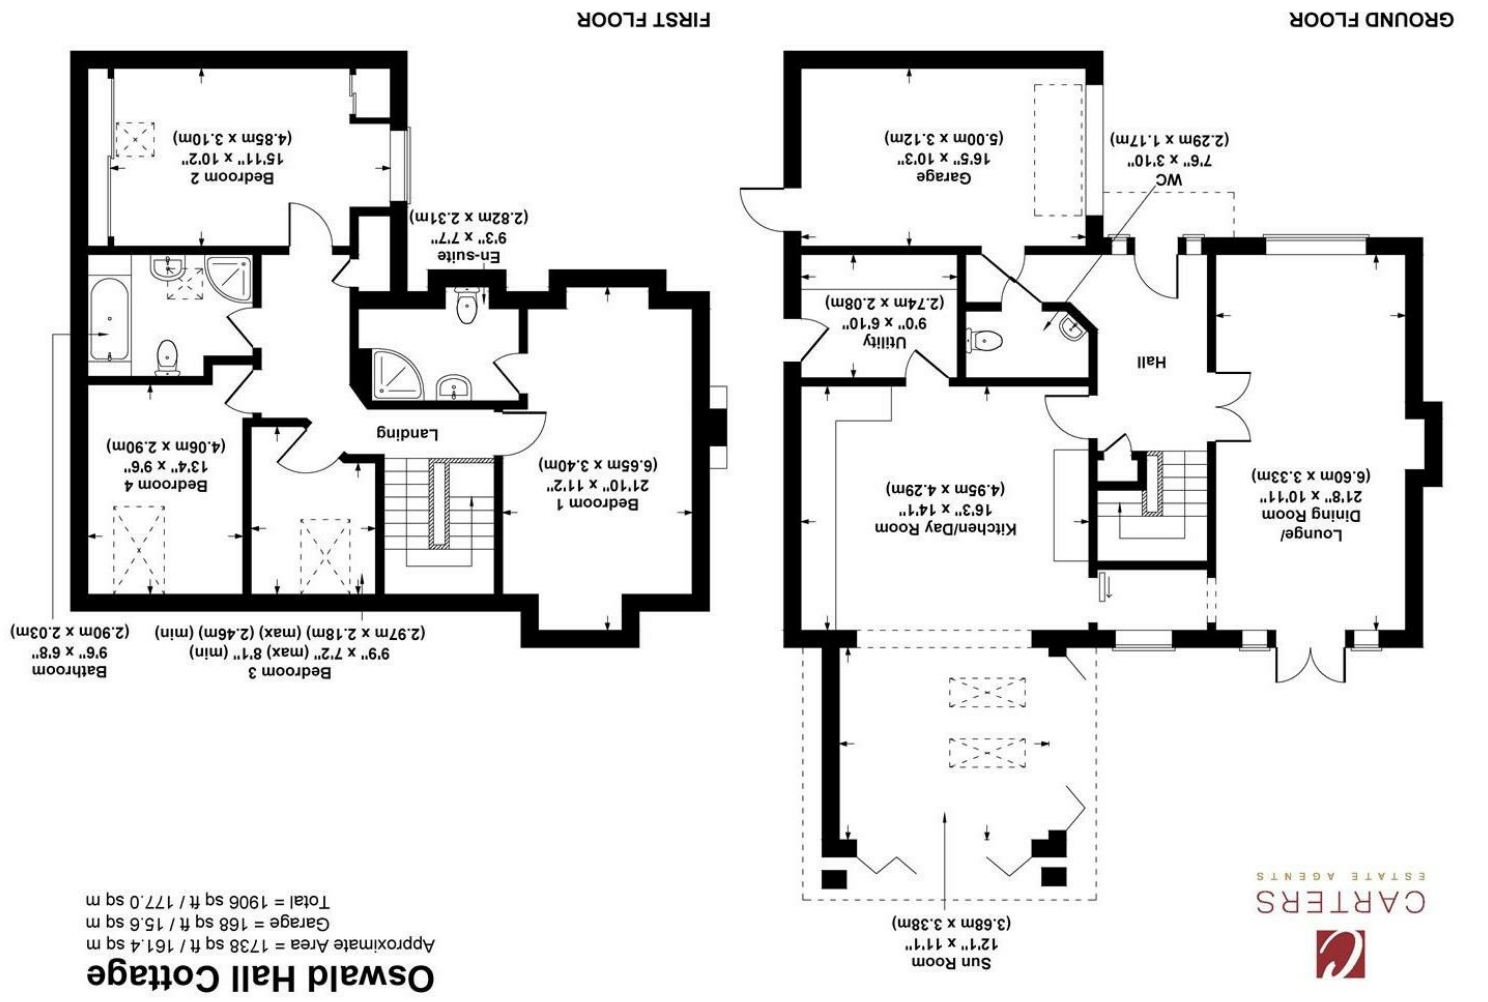 CARTERS
ESTATE AGENTS
Oswald Hall Cottage
Approximate Area = 1738 sq ft / 161.4 sq m
Garage = 168 sq ft / 15.6 sq m
Total = 1906 sq ft / 177.0 sq m
Sun Room
12'1" x 11'1"
(3.68m x 3.38m)
Lounge/
Dining Room
21'8" x 10'11"
(6.60m x 3.33m)
Kitchen/Day Room
16'3" x 14'1"
(4.95m x 4.29m)
Hall
Utility
9'0" x 6'10"
(2.74m x 2.08m)
WC
7'6" x 3'10"
(2.29m x 1.17m)
Garage
16'5" x 10'3"
(5.00m x 3.12m)
GROUND FLOOR
Bedroom 3
9'9" x 7'2" (max) 8'1" (min)
(2.97m x 2.18m) (max) (2.46m) (min)
Bathroom
9'6" x 6'8"
(2.90m x 2.03m)
Bedroom 1
21'10" x 11'2"
(6.65m x 3.40m)
Bedroom 4
13'4" x 9'6"
(4.06m x 2.90m)
Landing
En-suite
9'3" x 7'7"
(2.82m x 2.31m)
Bedroom 2
15'11" x 10'2"
(4.85m x 3.10m)
FIRST FLOOR